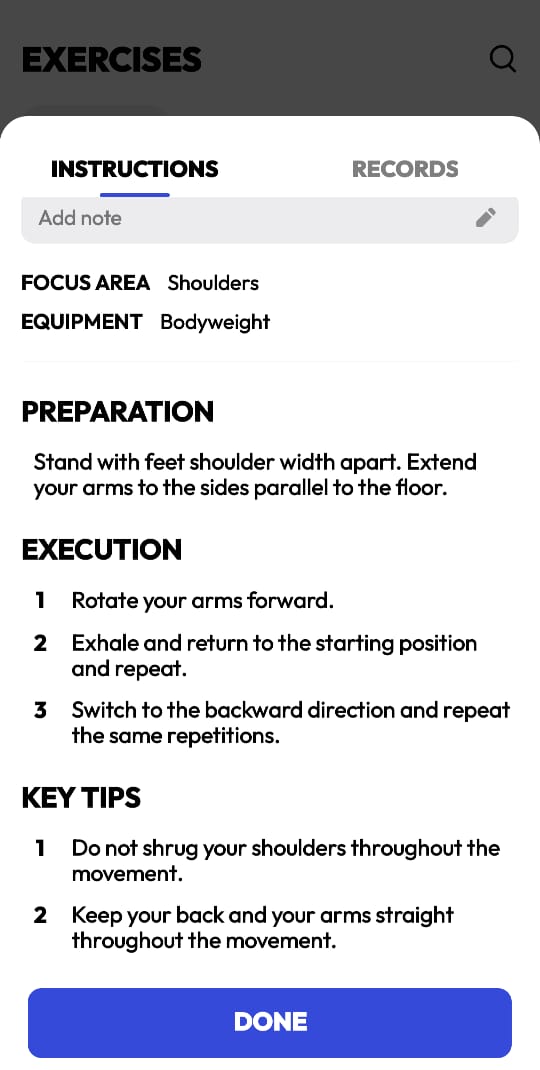 EXERCISES
INSTRUCTIONS
RECORDS
Add note
FOCUS AREA Shoulders
EQUIPMENT Bodyweight
PREPARATION
Stand with feet shoulder width apart. Extend
your arms to the sides parallel to the floor.
EXECUTION
1 Rotate your arms forward.
2 Exhale and return to the starting position
and repeat.
3 Switch to the backward direction and repeat
the same repetitions.
KEY TIPS
1 Do not shrug your shoulders throughout the
movement.
2 Keep your back and your arms straight
throughout the movement.
DONE